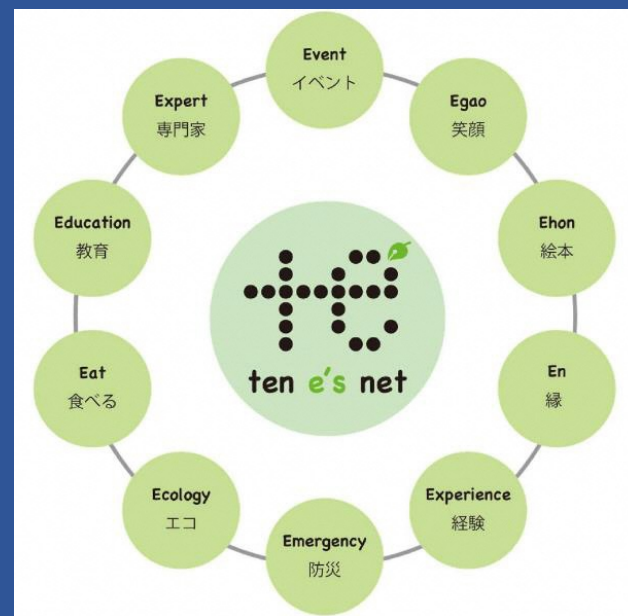 Event
イベント
Egao
笑顔
Ehon
絵本
En
縁
Experience
経験
Emergency
防災
Ecology
エコ
Eat
食べる
Education
教育
Expert
専門家
ten e's net